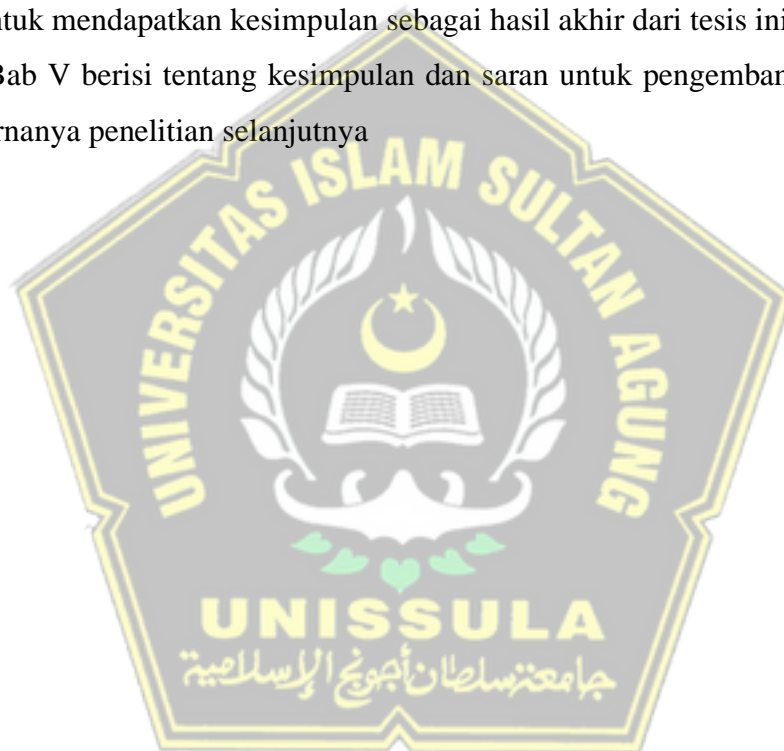 ntuk mendapatkan kesimpulan sebagai hasil akhir dari tesis ini
Bab V berisi tentang kesimpulan dan saran untuk pengemban
rnanya penelitian selanjutnya
UNIVERSITAS ISLAM SULTAN AGUNG
UNISSULA
جامعتنسلطان أجونج الإسلامية